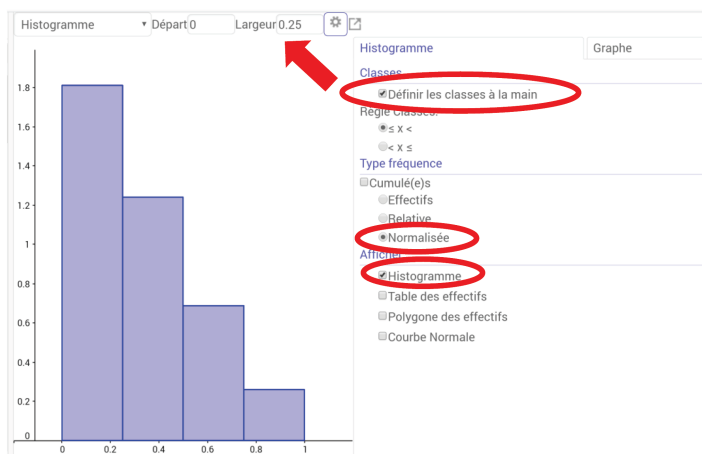 Histogramme Départ 0 Largeur 0.25
Histogramme Graphe
Classes
Définir les classes à la main
Règle Classes:
≤ x <
< x ≤
Type fréquence
Cumulé(e)s
Effectifs
Relative
Normalisée
Afficher
Histogramme
Table des effectifs
Polygone des effectifs
Courbe Normale
1.8
1.6
1.4
1.2
1
0.8
0.6
0.4
0.2
0
0 0.2 0.4 0.6 0.8 1